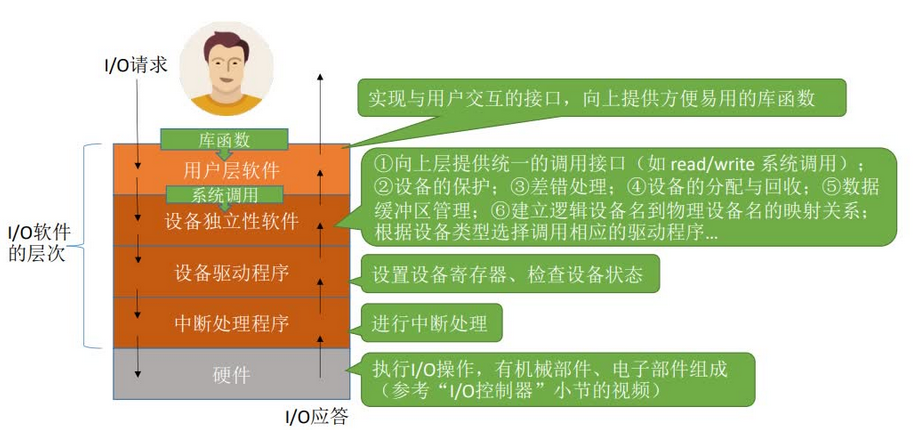 I/O请求
实现与用户交互的接口，向上提供方便易用的库函数
库函数
用户层软件
系统调用
①向上层提供统一的调用接口（如 read/write 系统调用）；
②设备的保护；③差错处理；④设备的分配与回收；⑤数据
缓冲区管理；⑥建立逻辑设备名到物理设备名的映射关系；
根据设备类型选择调用相应的驱动程序…
设备独立性软件
I/O软件
的层次
设备驱动程序
设置设备寄存器、检查设备状态
中断处理程序
进行中断处理
硬件
执行I/O操作，有机械部件、电子部件组成
（参考“I/O控制器”小节的视频）
I/O应答